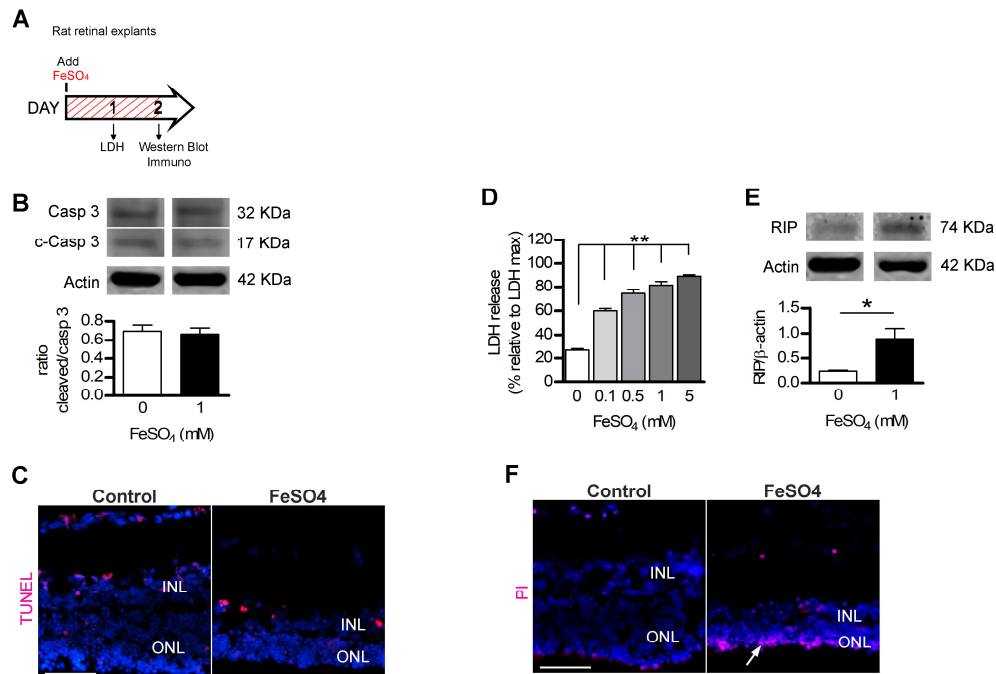 A
Rat retinal explants
Add
FeSO₄
DAY 1 2
LDH Western Blot
Immuno
B
Casp 3 32 KDa
c-Casp 3 17 KDa
Actin 42 KDa
ratio
cleaved/casp 3
0.8
0.6
0.4
0.2
0.0
0 1
FeSO₄ (mM)
C
Control FeSO4
TUNEL
INL
ONL
INL
ONL
D
**
LDH release
(% relative to LDH max)
120
100
80
60
40
20
0
0 0.1 0.5 1 5
FeSO₄ (mM)
E
RIP 74 KDa
Actin 42 KDa
*
RIP/β-actin
1.5
1.0
0.5
0.0
0 1
FeSO₄ (mM)
F
Control FeSO4
PI
INL
ONL
INL
ONL